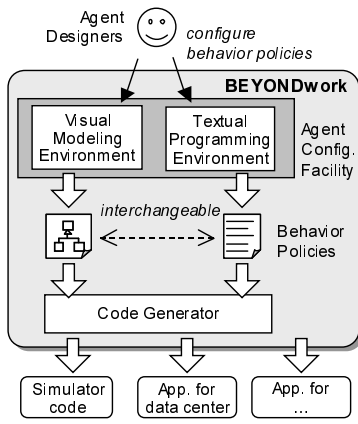 Agent
Designers
configure
behavior policies
BEYONDwork
Visual
Modeling
Environment
Textual
Programming
Environment
Agent
Config.
Facility
interchangeable
Behavior
Policies
Code Generator
Simulator
code
App. for
data center
App. for
...